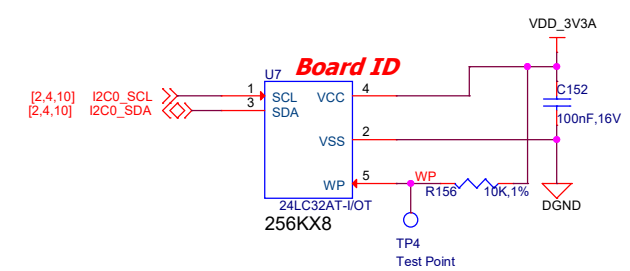 VDD_3V3A
Board ID
U7
[2,4,10] I2C0_SCL 1 SCL VCC 4
[2,4,10] I2C0_SDA 3 SDA
C152
100nF,16V
VSS 2
WP 5 WP
R156 10K,1%
DGND
24LC32AT-I/OT
256KX8
TP4
Test Point